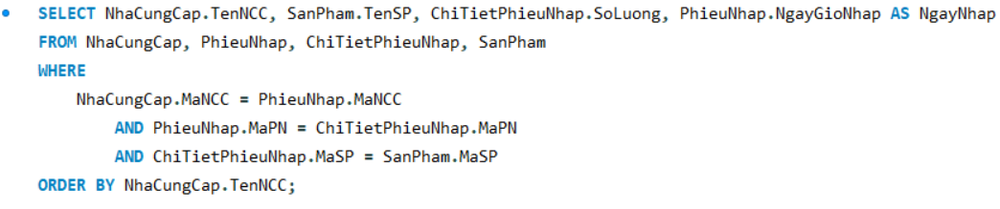 SELECT NhaCungCap.TenNCC, SanPham.TenSP, ChiTietPhieuNhap.SoLuong, PhieuNhap.NgayGioNhap AS NgayNhap
FROM NhaCungCap, PhieuNhap, ChiTietPhieuNhap, SanPham
WHERE
NhaCungCap.MaNCC = PhieuNhap.MaNCC
AND PhieuNhap.MaPN = ChiTietPhieuNhap.MaPN
AND ChiTietPhieuNhap.MaSP = SanPham.MaSP
ORDER BY NhaCungCap.TenNCC;